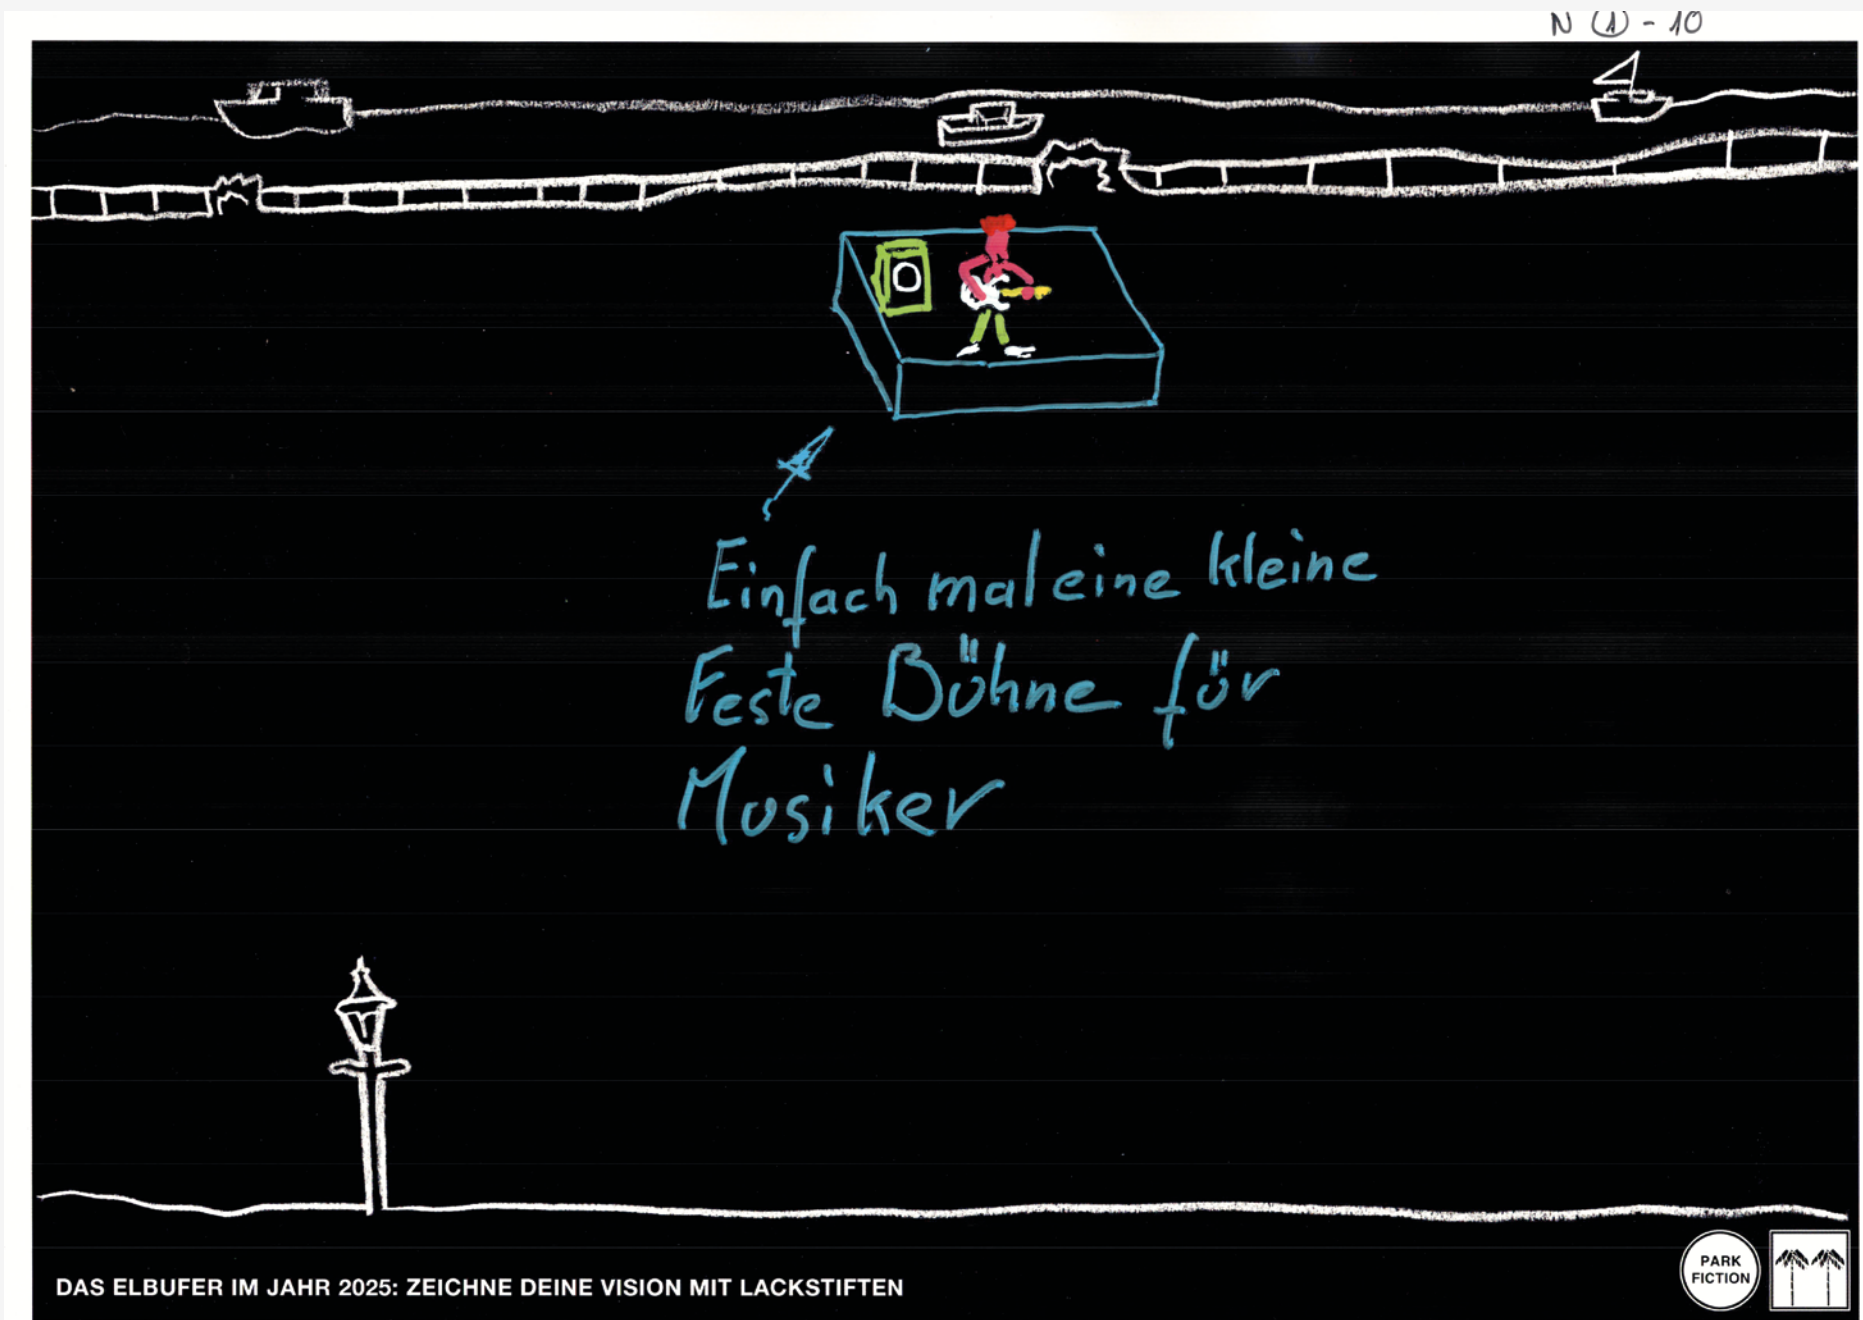 N ① - 10
Einfach mal eine kleine
Feste Bühne für
Musiker
DAS ELBUFER IM JAHR 2025: ZEICHNE DEINE VISION MIT LACKSTIFTEN
PARK
FICTION